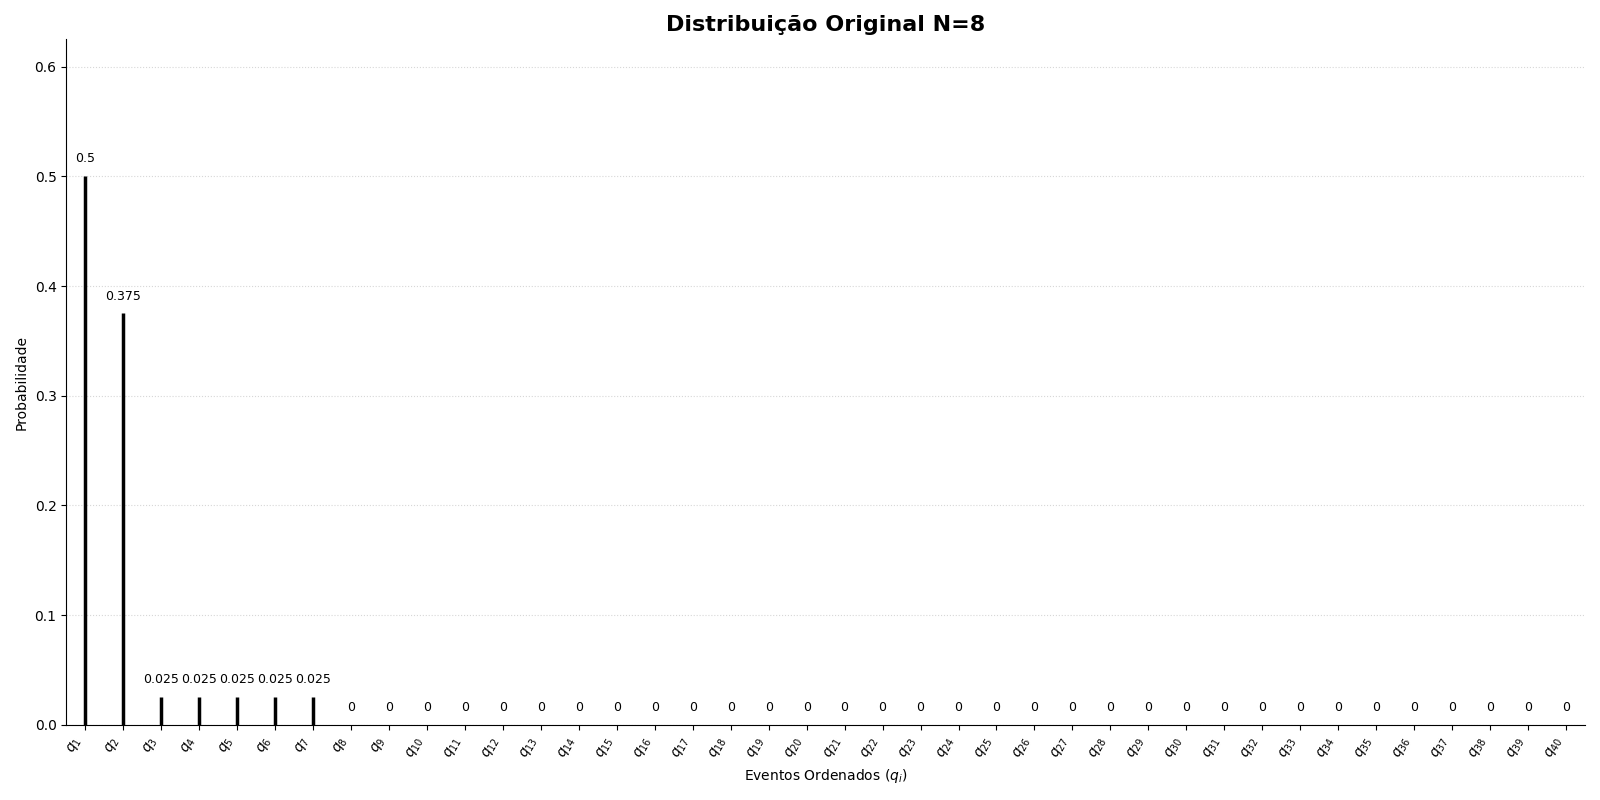 Distribuição Original N=8
0.6
0.5
0.4
0.3
0.2
0.1
0.0
Probabilidade
0.5
0.375
0.025 0.025 0.025 0.025 0.025 0 0 0 0 0 0 0 0 0 0 0 0 0 0 0 0 0 0 0 0 0 0 0 0 0 0 0 0 0
q1 q2 q3 q4 q5 q6 q7 q8 q9 q10 q11 q12 q13 q14 q15 q16 q17 q18 q19 q20 q21 q22 q23 q24 q25 q26 q27 q28 q29 q30 q31 q32 q33 q34 q35 q36 q37 q38 q39 q40
Eventos Ordenados (qi)